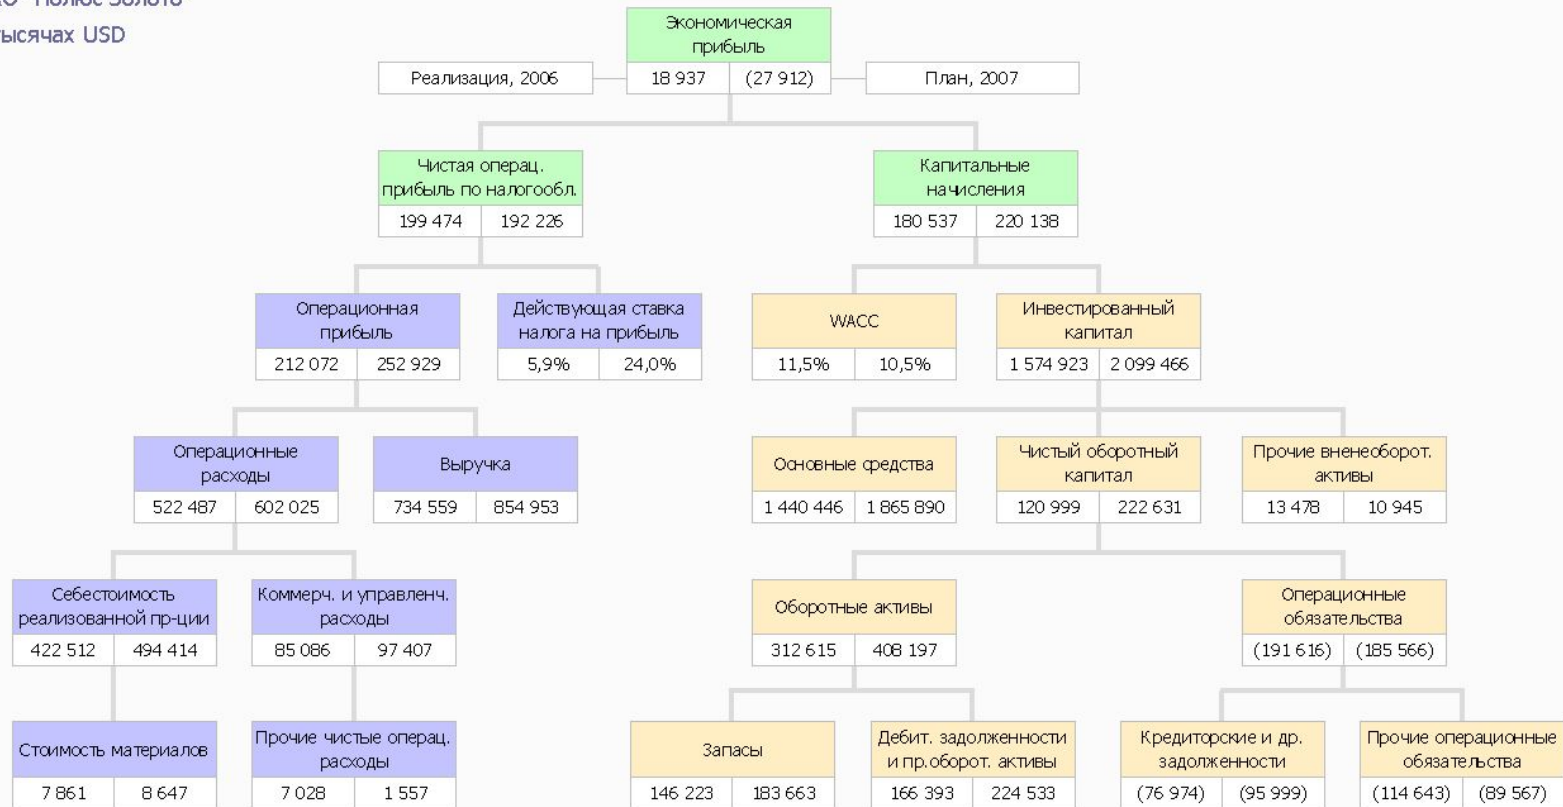 тысячах USD
Экономическая
прибыль
Реализация, 2006
18 937
(27 912)
План, 2007
Чистая операц.
прибыль по налогообл.
199 474
192 226
Капитальные
начисления
180 537
220 138
Операционная
прибыль
212 072
252 929
Действующая ставка
налога на прибыль
5,9%
24,0%
WACC
11,5%
10,5%
Инвестированный
капитал
1 574 923
2 099 466
Операционные
расходы
522 487
602 025
Выручка
734 559
854 953
Основные средства
1 440 446
1 865 890
Чистый оборотный
капитал
120 999
222 631
Прочие вненеоборот.
активы
13 478
10 945
Себестоимость
реализованной пр-ции
422 512
494 414
Коммерч. и управленч.
расходы
85 086
97 407
Оборотные активы
312 615
408 197
Операционные
обязательства
(191 616)
(185 566)
Стоимость материалов
7 861
8 647
Прочие чистые операц.
расходы
7 028
1 557
Запасы
146 223
183 663
Дебит. задолженности
и пр.оборот. активы
166 393
224 533
Кредиторские и др.
задолженности
(76 974)
(95 999)
Прочие операционные
обязательства
(114 643)
(89 567)